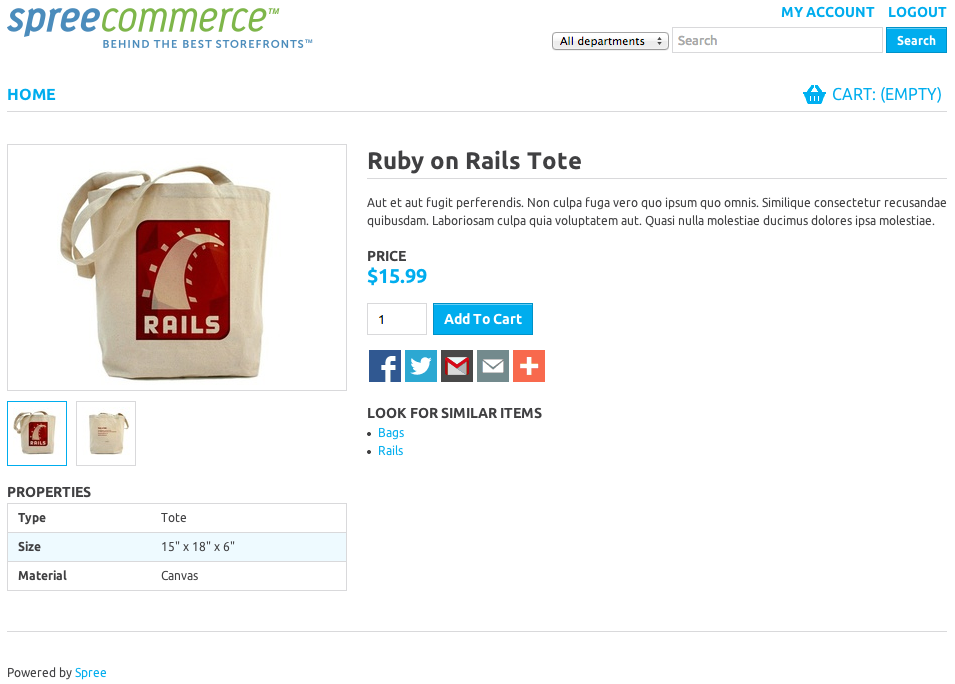 spreecommerce™
BEHIND THE BEST STOREFRONTS™
MY ACCOUNT LOGOUT
All departments Search Search
HOME
CART: (EMPTY)
RAILS
Ruby on Rails Tote
Aut et aut fugit perferendis. Non culpa fuga vero quo ipsum quo omnis. Similique consectetur recusandae
quibusdam. Laboriosam culpa quia voluptatem aut. Quasi nulla molestiae ducimus dolores ipsa molestiae.
PRICE
$15.99
1 Add To Cart
LOOK FOR SIMILAR ITEMS
• Bags
• Rails
RAILS
PROPERTIES
Type Tote
Size 15" x 18" x 6"
Material Canvas
Powered by Spree